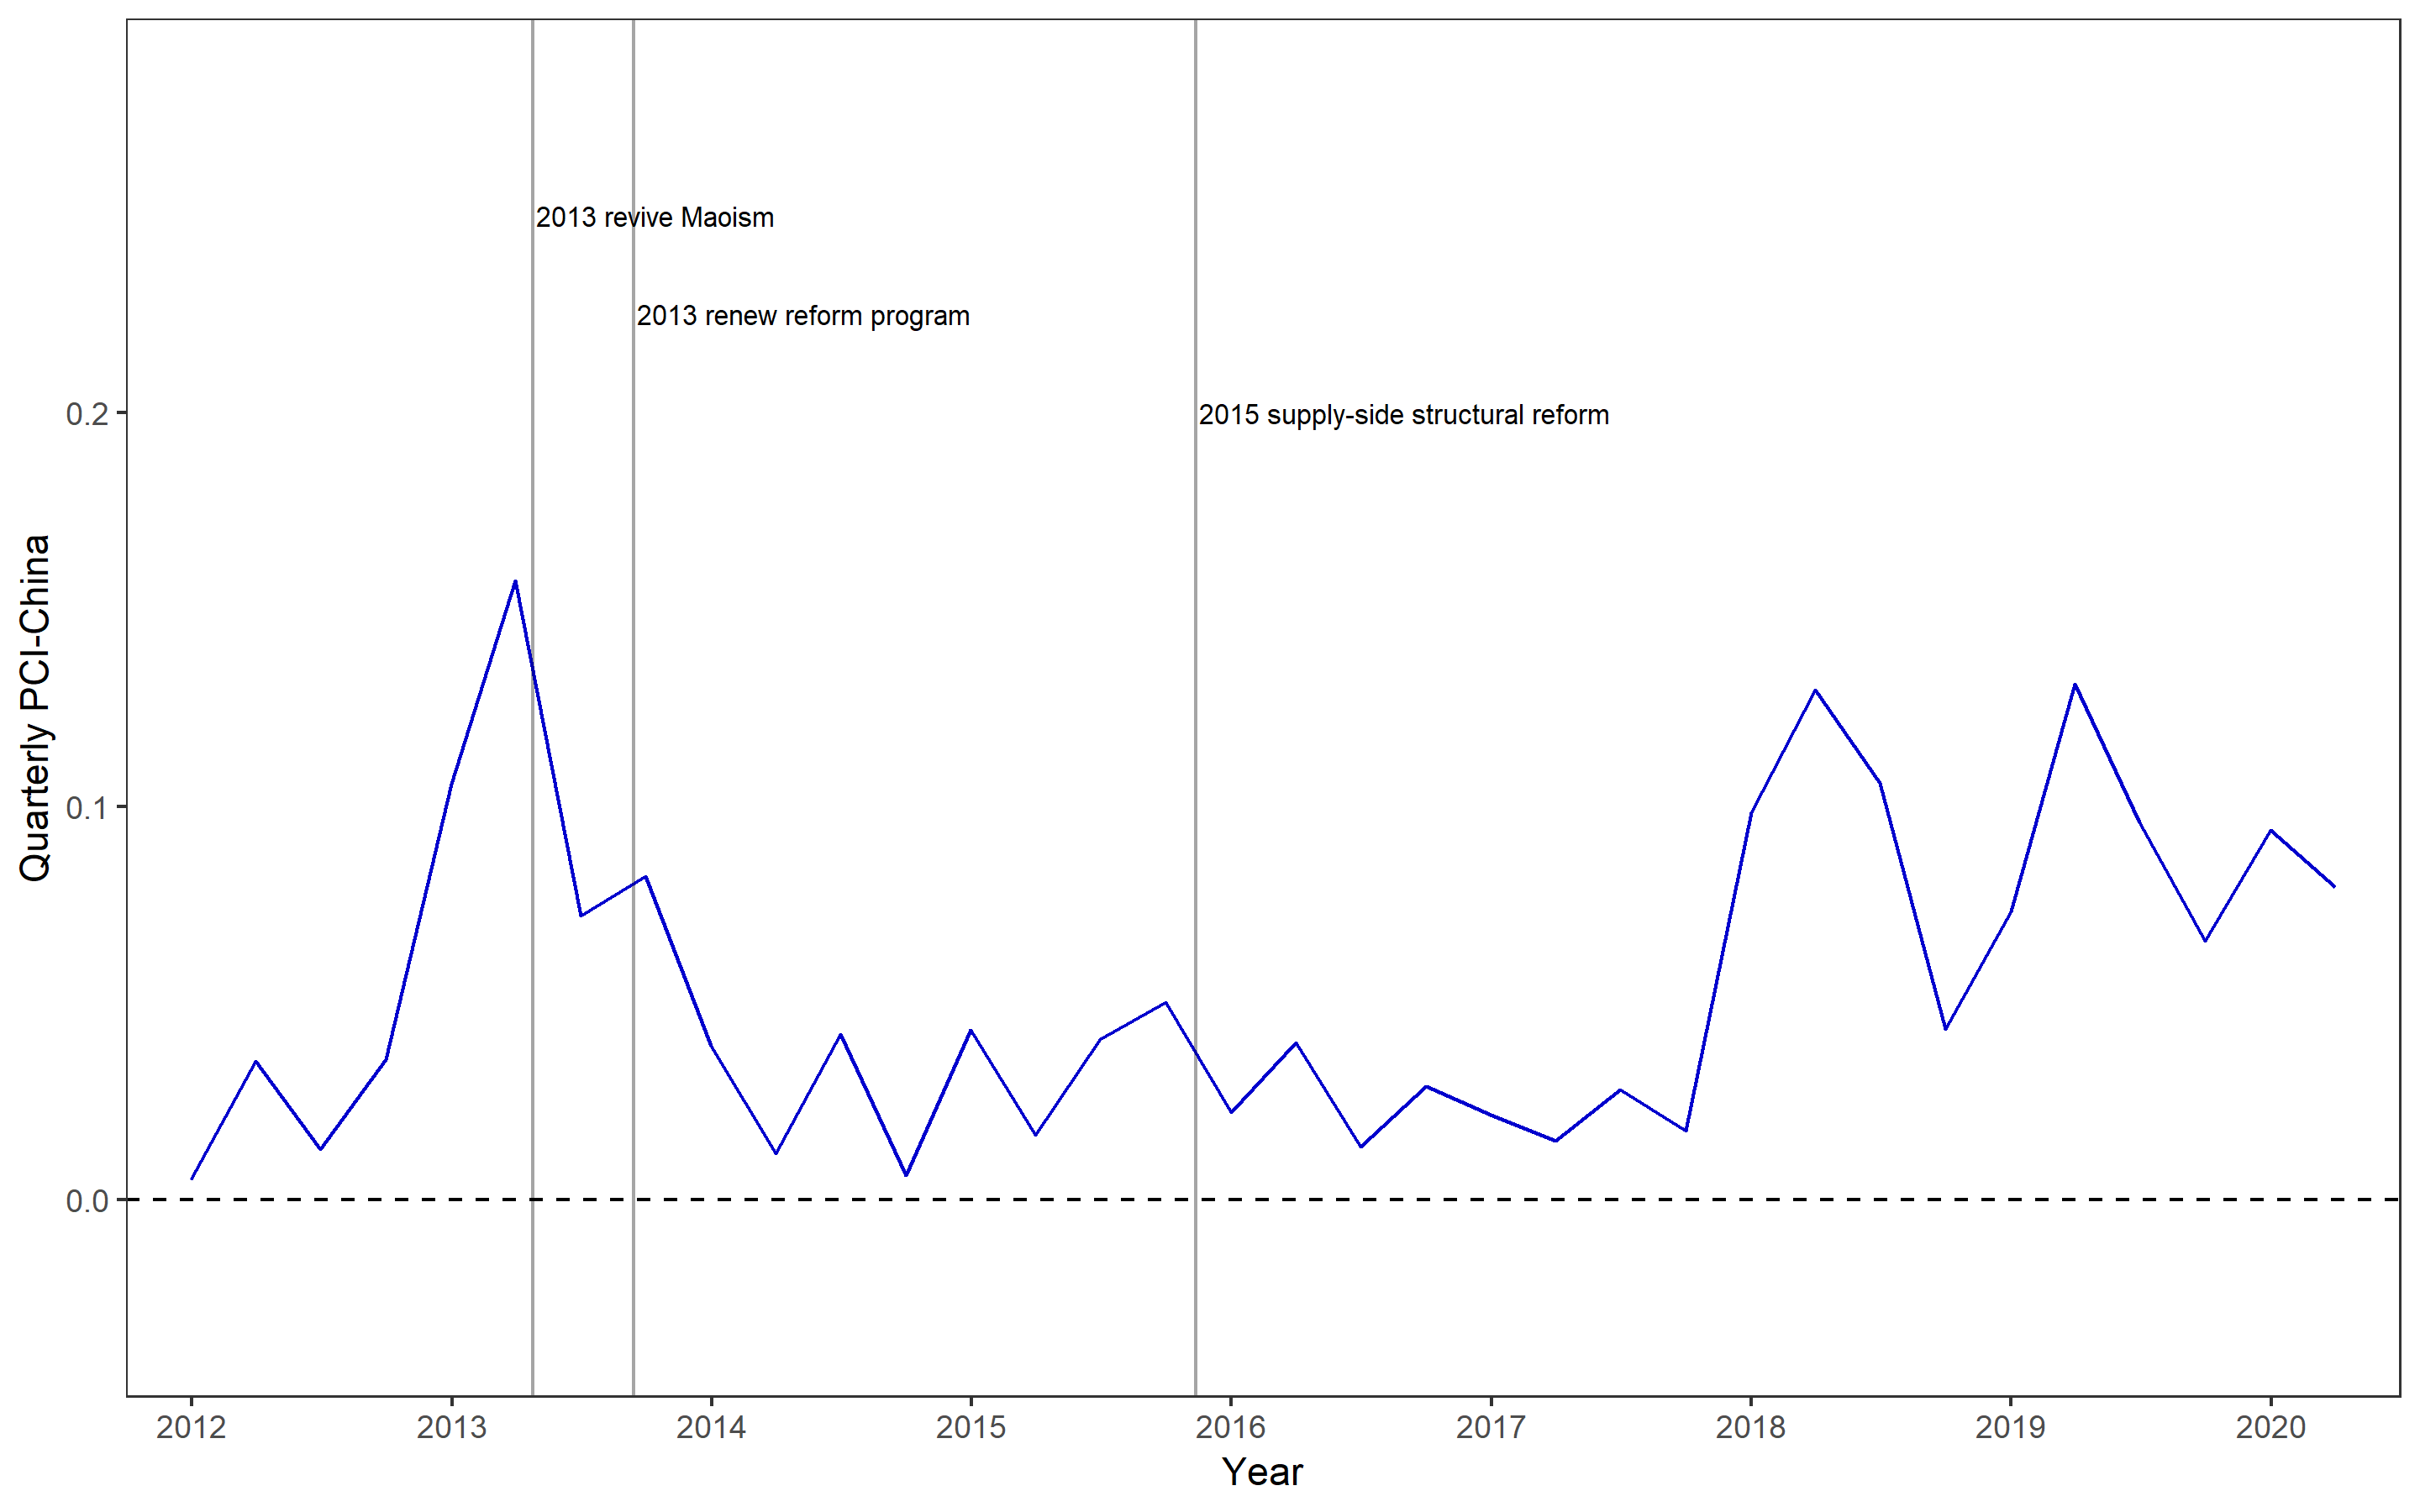 2013 revive Maoism
2013 renew reform program
2015 supply-side structural reform
0.2
0.1
0.0
Quarterly PCI-China
2012 2013 2014 2015 2016 2017 2018 2019 2020
Year